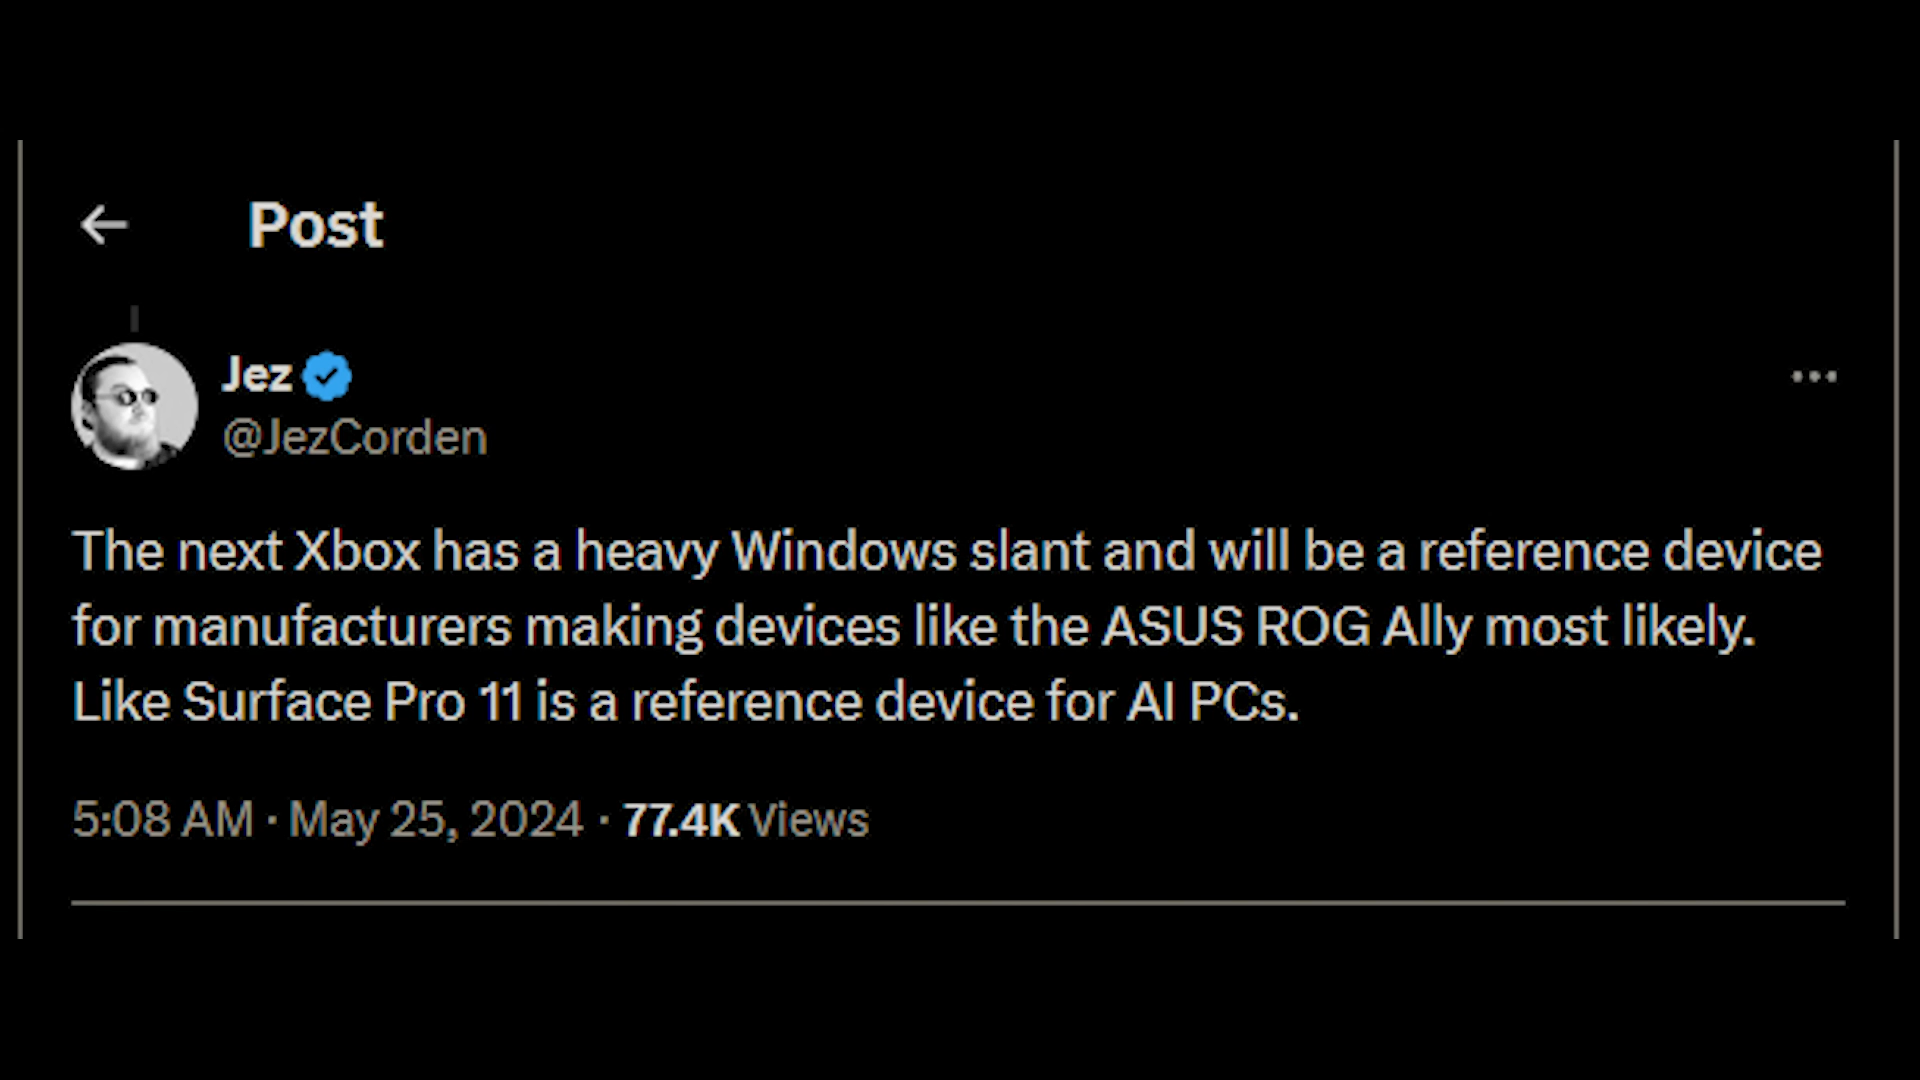 Post
Jez
@JezCorden
The next Xbox has a heavy Windows slant and will be a reference device
for manufacturers making devices like the ASUS ROG Ally most likely.
Like Surface Pro 11 is a reference device for AI PCs.
5:08 AM · May 25, 2024 · 77.4K Views